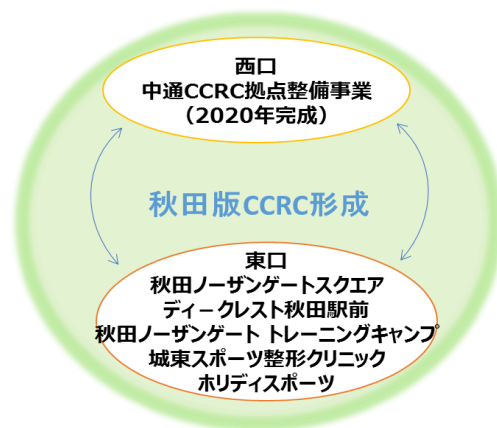 西口
中通CCRC拠点整備事業
（2020年完成）
秋田版CCRC形成
東口
秋田ノーザンゲートスクエア
ディークレスト秋田駅前
秋田ノーザンゲート トレーニングキャンプ
城東スポーツ整形クリニック
ホリディスポーツ